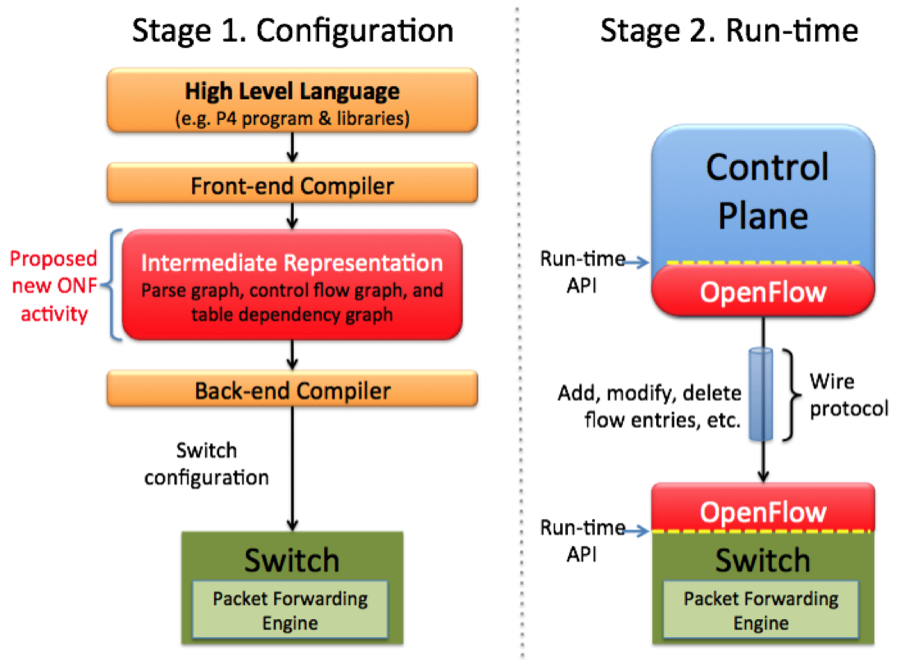 Stage 1. Configuration
High Level Language
(e.g. P4 program & libraries)
Front-end Compiler
Proposed
new ONF
activity
Intermediate Representation
Parse graph, control flow graph, and
table dependency graph
Back-end Compiler
Switch
configuration
Switch
Packet Forwarding
Engine
Stage 2. Run-time
Control
Plane
Run-time
API
OpenFlow
Add, modify, delete
flow entries, etc.
Wire
protocol
OpenFlow
Run-time
API
Switch
Packet Forwarding
Engine